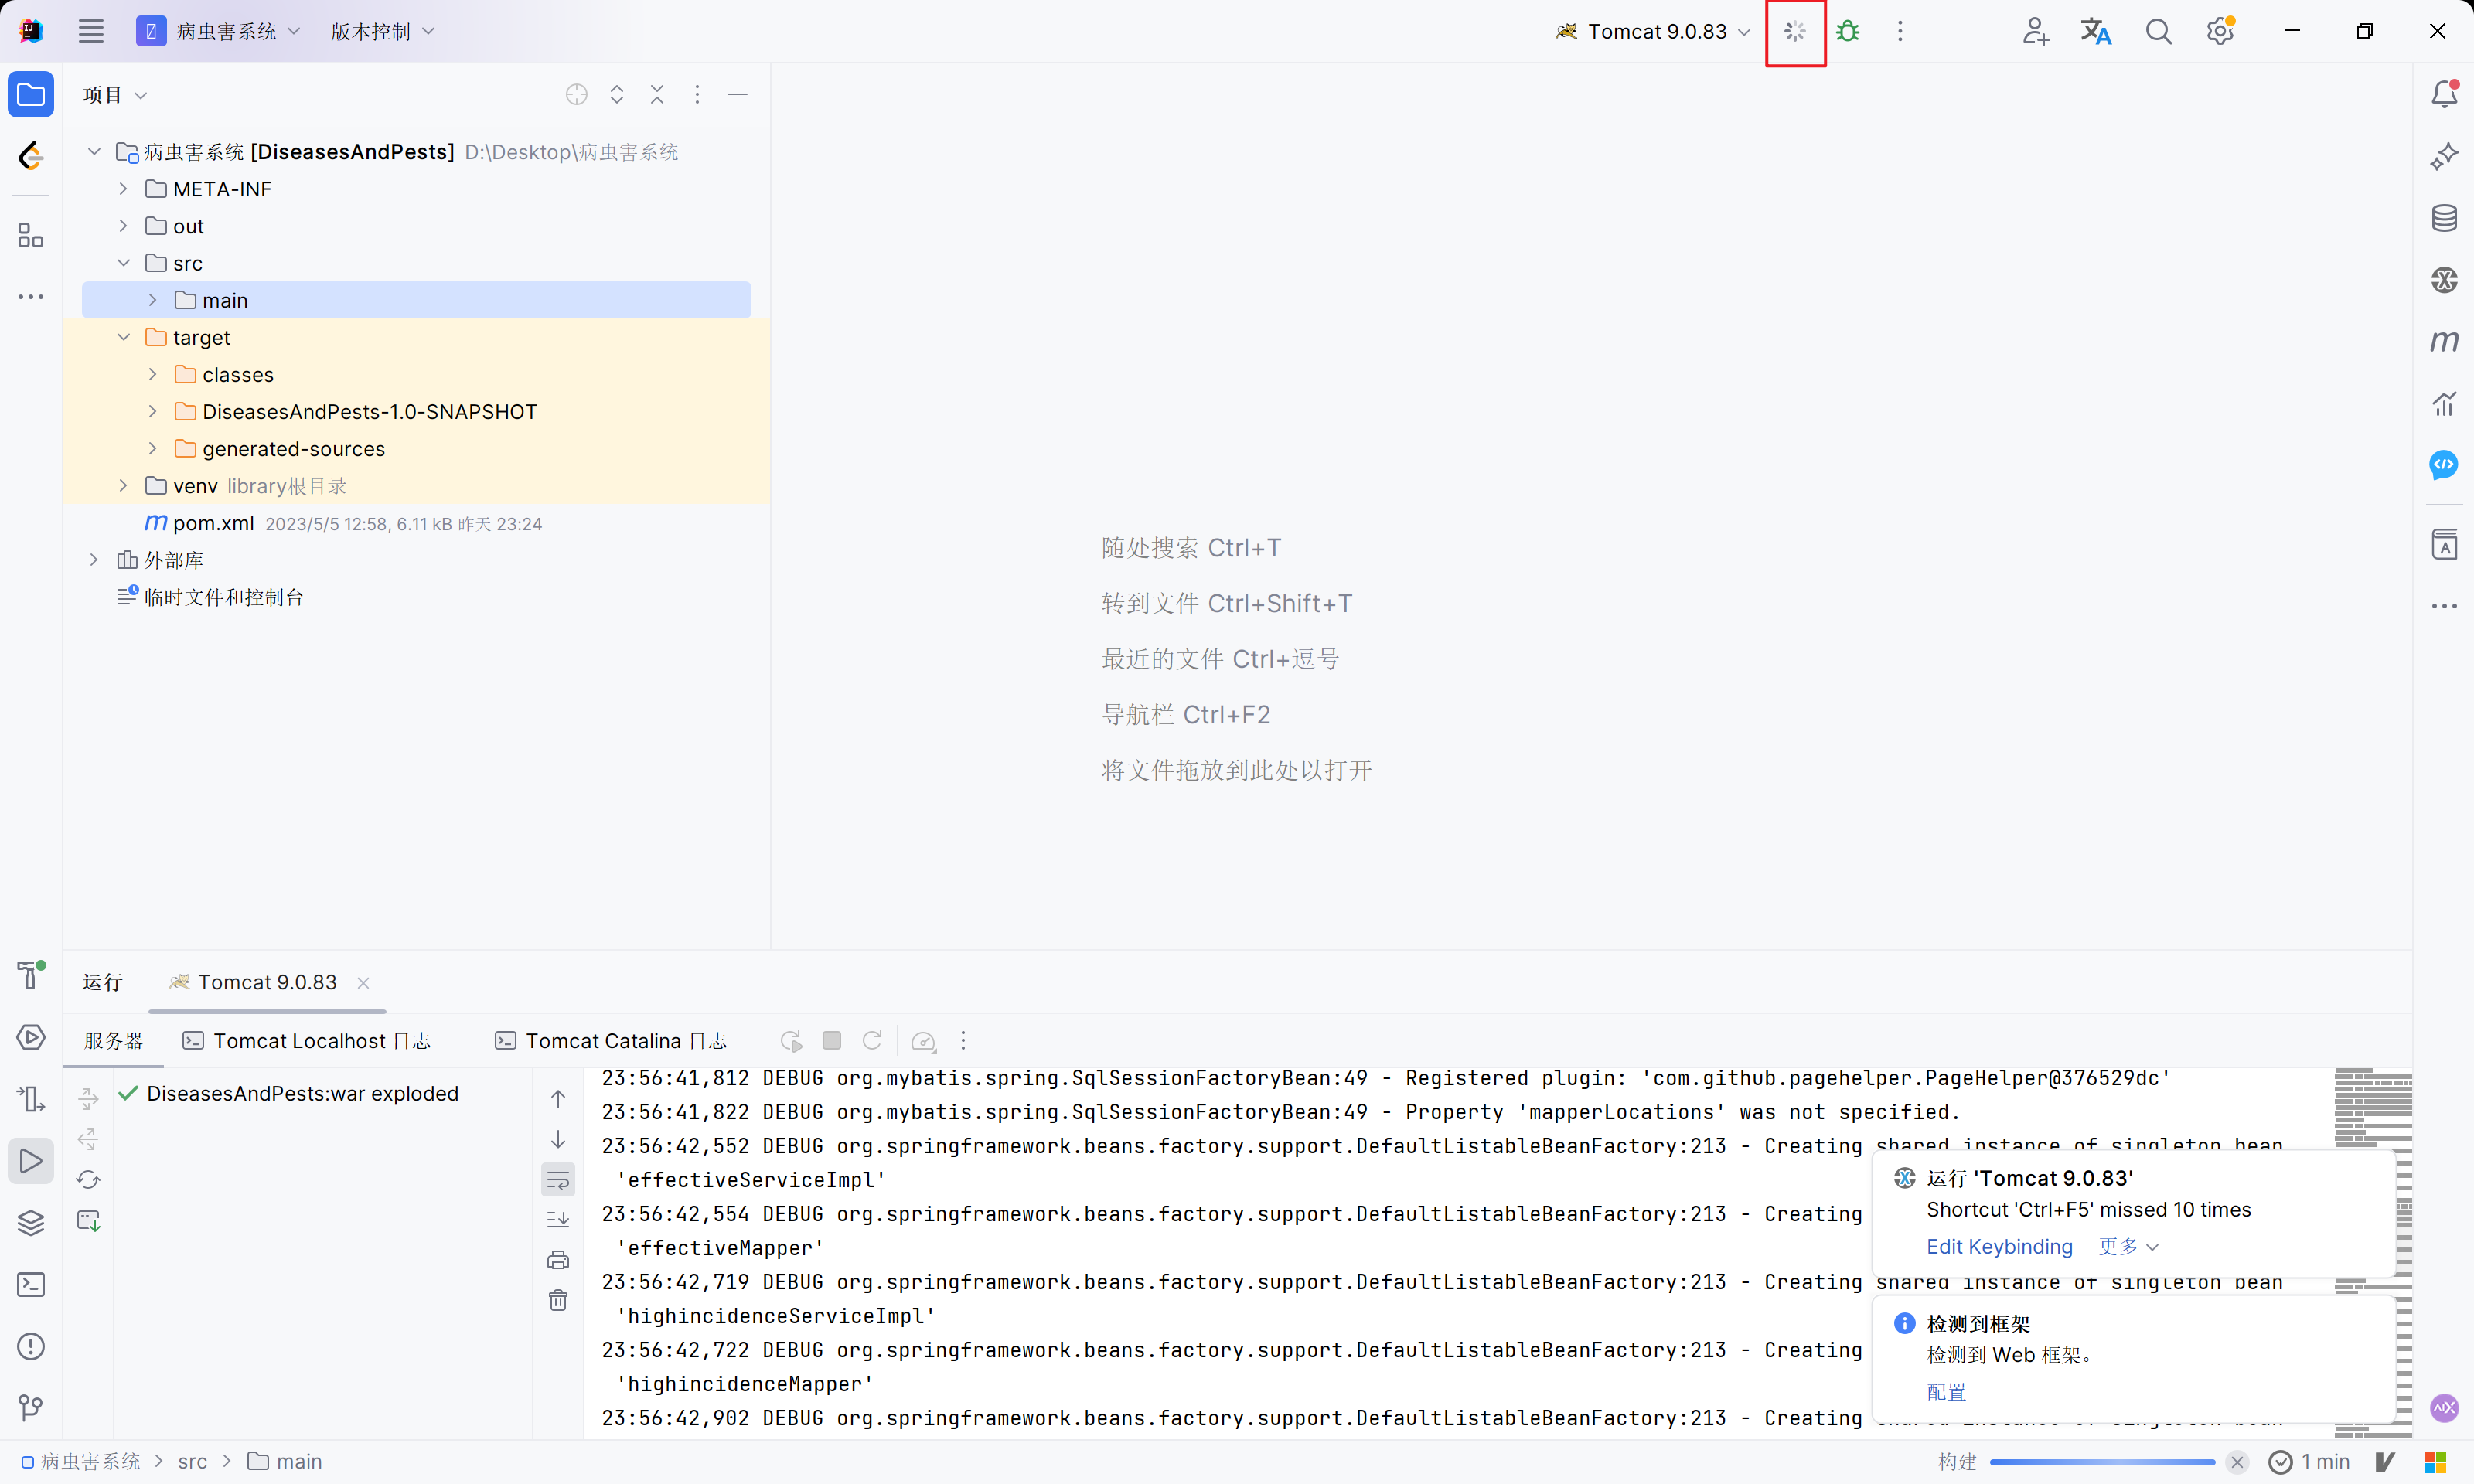 病虫害系统
版本控制
Tomcat 9.0.83
项目
病虫害系统 [DiseasesAndPests] D:\Desktop\病虫害系统
META-INF
out
src
main
target
classes
DiseasesAndPests-1.0-SNAPSHOT
generated-sources
venv library根目录
pom.xml 2023/5/5 12:58, 6.11 kB 昨天 23:24
外部库
临时文件和控制台
随处搜索 Ctrl+T
转到文件 Ctrl+Shift+T
最近的文件 Ctrl+逗号
导航栏 Ctrl+F2
将文件拖放到此处以打开
运行
Tomcat 9.0.83
服务器
Tomcat Localhost 日志
Tomcat Catalina 日志
DiseasesAndPests:war exploded
23:56:41,812 DEBUG org.mybatis.spring.SqlSessionFactoryBean:49 - Registered plugin: 'com.github.pagehelper.PageHelper@376529dc'
23:56:41,822 DEBUG org.mybatis.spring.SqlSessionFactoryBean:49 - Property 'mapperLocations' was not specified.
23:56:42,552 DEBUG org.springframework.beans.factory.support.DefaultListableBeanFactory:213 - Creating shared instance of singleton bean
'effectiveServiceImpl'
23:56:42,554 DEBUG org.springframework.beans.factory.support.DefaultListableBeanFactory:213 - Creating
'effectiveMapper'
23:56:42,719 DEBUG org.springframework.beans.factory.support.DefaultListableBeanFactory:213 - Creating shared instance of singleton bean
'highincidenceServiceImpl'
23:56:42,722 DEBUG org.springframework.beans.factory.support.DefaultListableBeanFactory:213 - Creating
'highincidenceMapper'
23:56:42,902 DEBUG org.springframework.beans.factory.support.DefaultListableBeanFactory:213 - Creating shared instance of singleton bean
运行 'Tomcat 9.0.83'
Shortcut 'Ctrl+F5' missed 10 times
Edit Keybinding 更多
检测到框架
检测到 Web 框架。
配置
病虫害系统 > src > main
构建
1 min